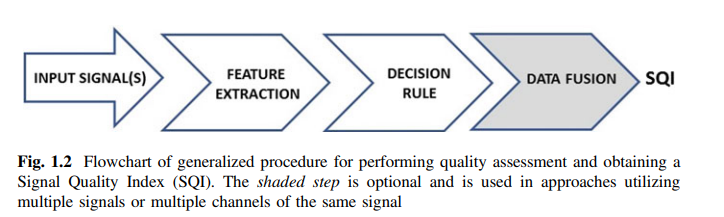 INPUT SIGNAL(S)
FEATURE
EXTRACTION
DECISION
RULE
DATA FUSION
SQI
Fig. 1.2 Flowchart of generalized procedure for performing quality assessment and obtaining a
Signal Quality Index (SQI). The shaded step is optional and is used in approaches utilizing
multiple signals or multiple channels of the same signal